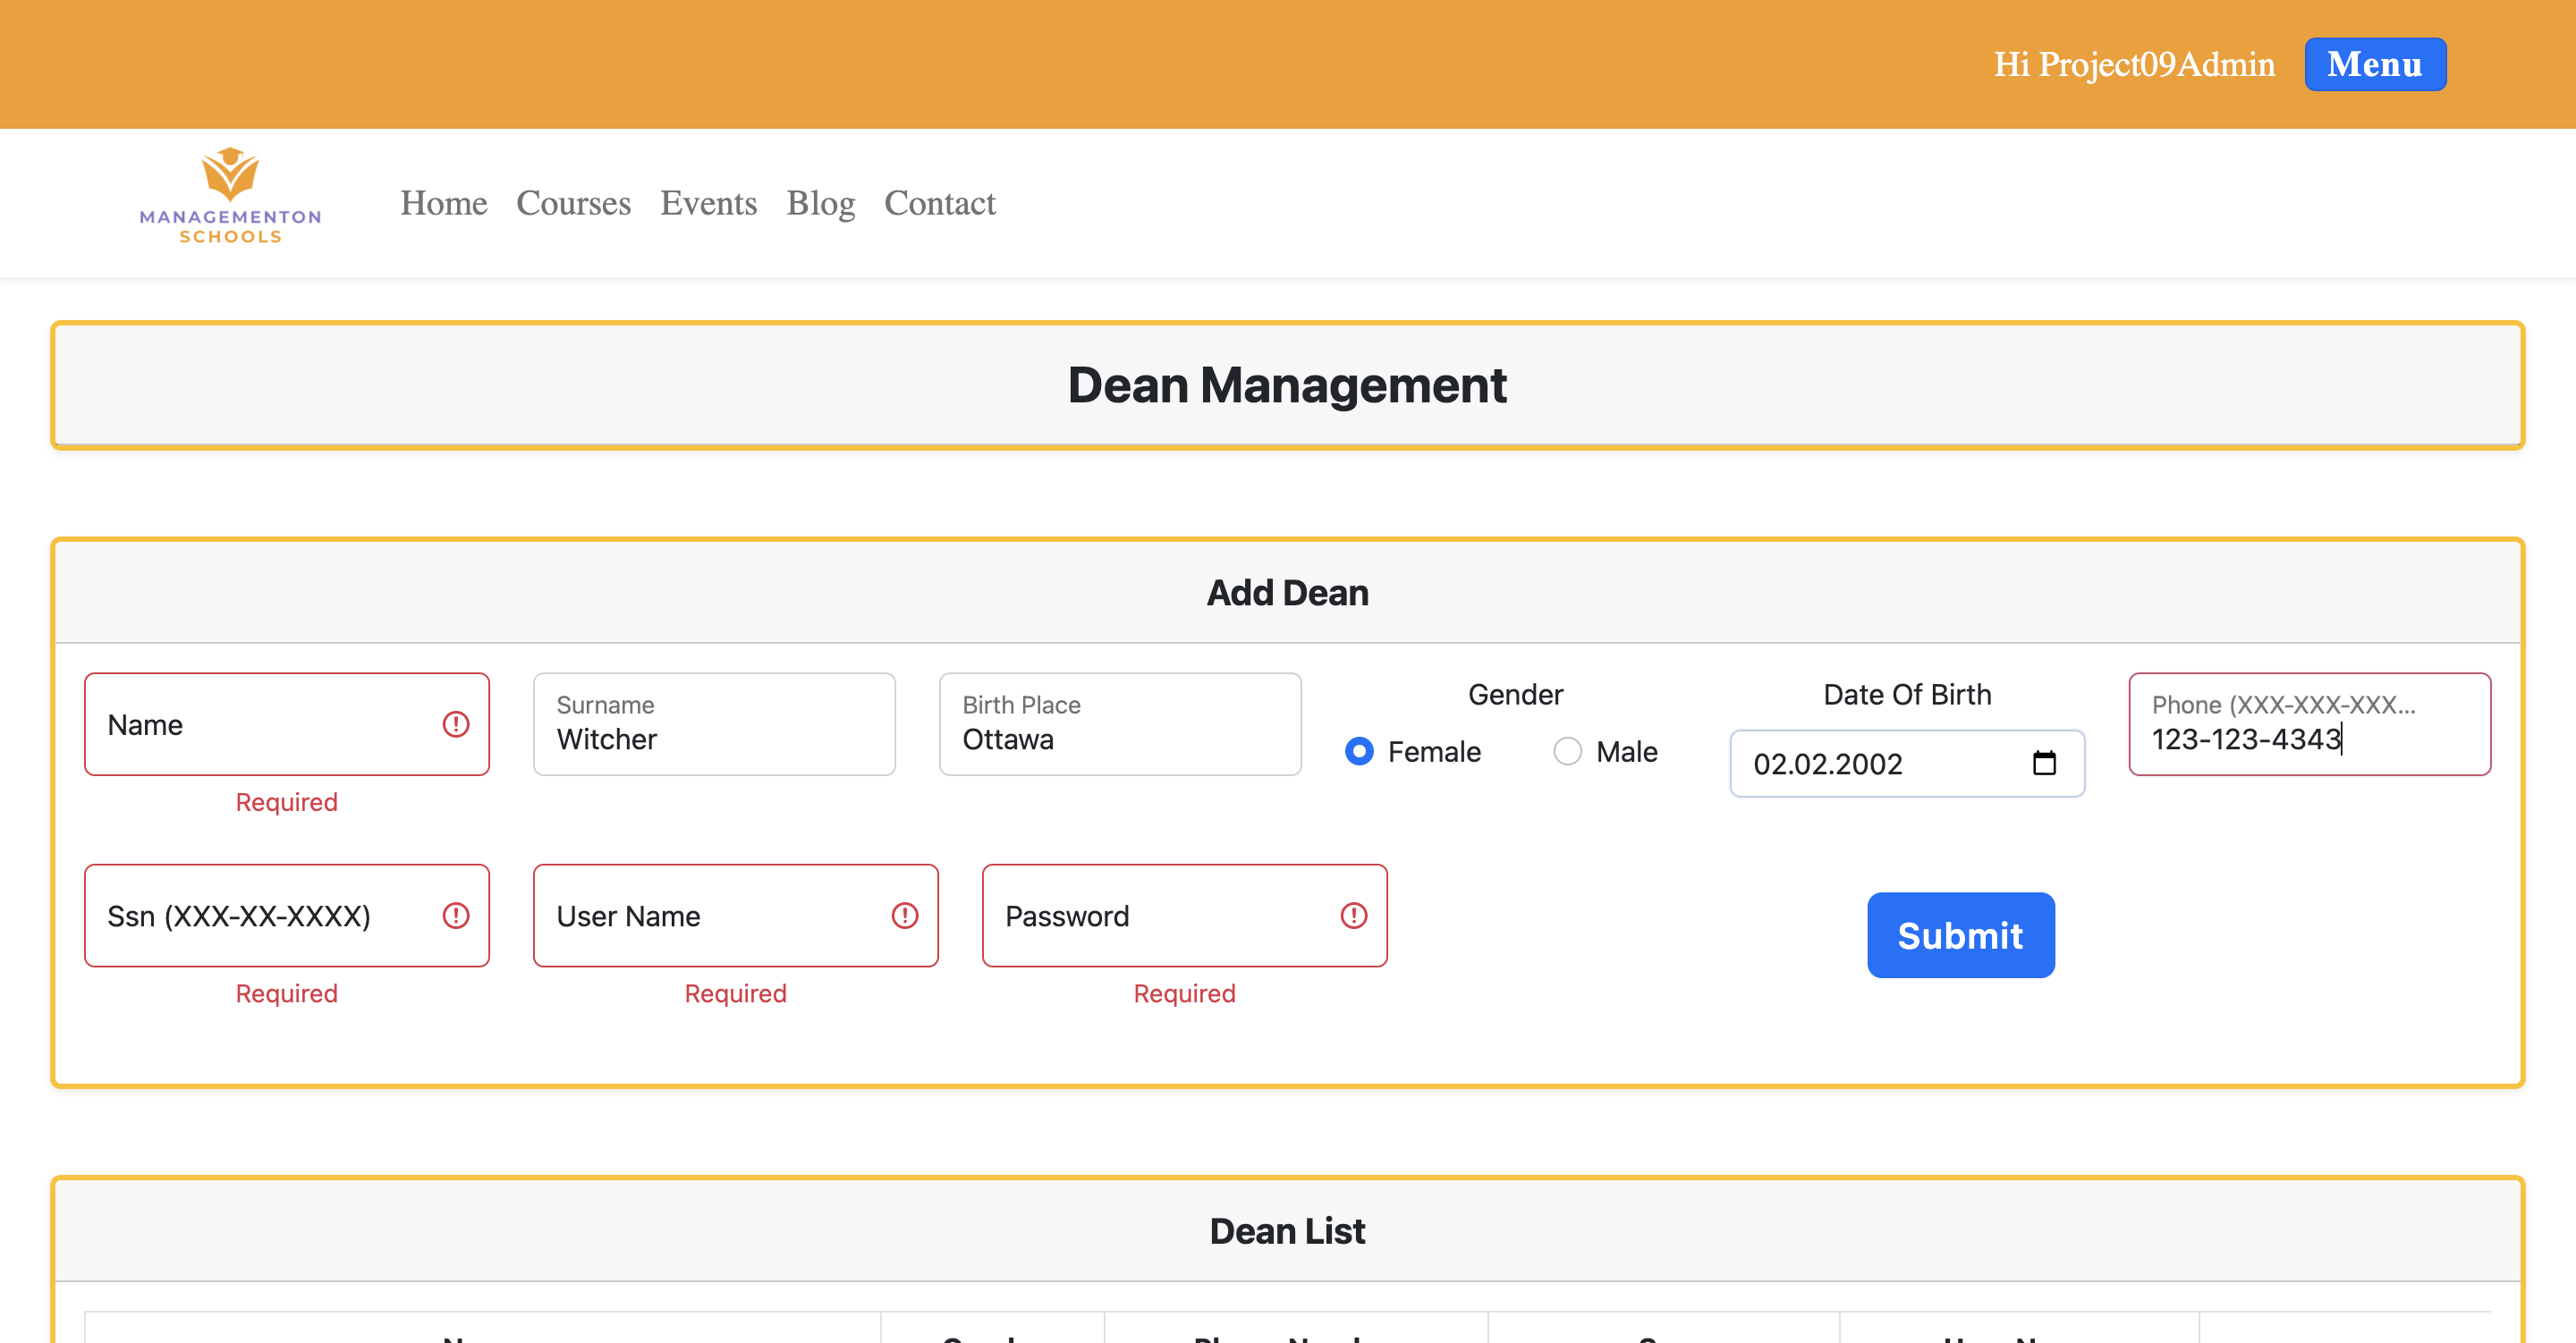 Hi Project09Admin Menu
MANAGEMENTON
SCHOOLS
Home Courses Events Blog Contact
Dean Management
Add Dean
Name
Required
Surname
Witcher
Birth Place
Ottawa
Gender
Female Male
Date Of Birth
02.02.2002
Phone (XXX-XXX-XXX...
123-123-4343
Ssn (XXX-XX-XXXX)
Required
User Name
Required
Password
Required
Submit
Dean List